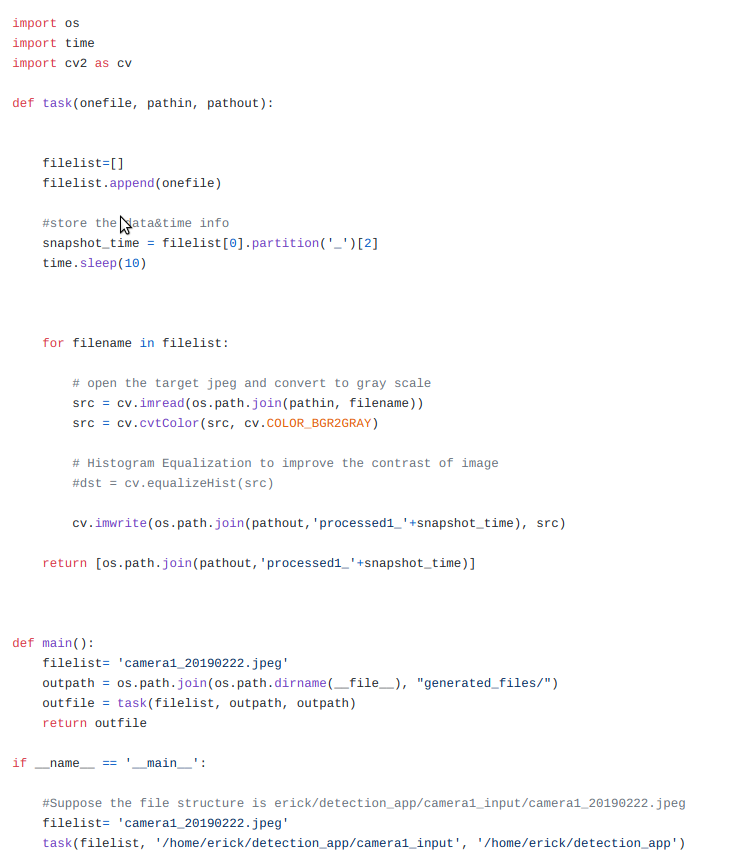 import os
import time
import cv2 as cv
def task(onefile, pathin, pathout):
filelist=[]
filelist.append(onefile)
#store the data&time info
snapshot_time = filelist[0].partition('_')[2]
time.sleep(10)
for filename in filelist:
# open the target jpeg and convert to gray scale
src = cv.imread(os.path.join(pathin, filename))
src = cv.cvtColor(src, cv.COLOR_BGR2GRAY)
# Histogram Equalization to improve the contrast of image
#dst = cv.equalizeHist(src)
cv.imwrite(os.path.join(pathout,'processed1_'+snapshot_time), src)
return [os.path.join(pathout,'processed1_'+snapshot_time)]
def main():
filelist= 'camera1_20190222.jpeg'
outpath = os.path.join(os.path.dirname(__file__), "generated_files/")
outfile = task(filelist, outpath, outpath)
return outfile
if __name__ == '__main__':
#Suppose the file structure is erick/detection_app/camera1_input/camera1_20190222.jpeg
filelist= 'camera1_20190222.jpeg'
task(filelist, '/home/erick/detection_app/camera1_input', '/home/erick/detection_app')